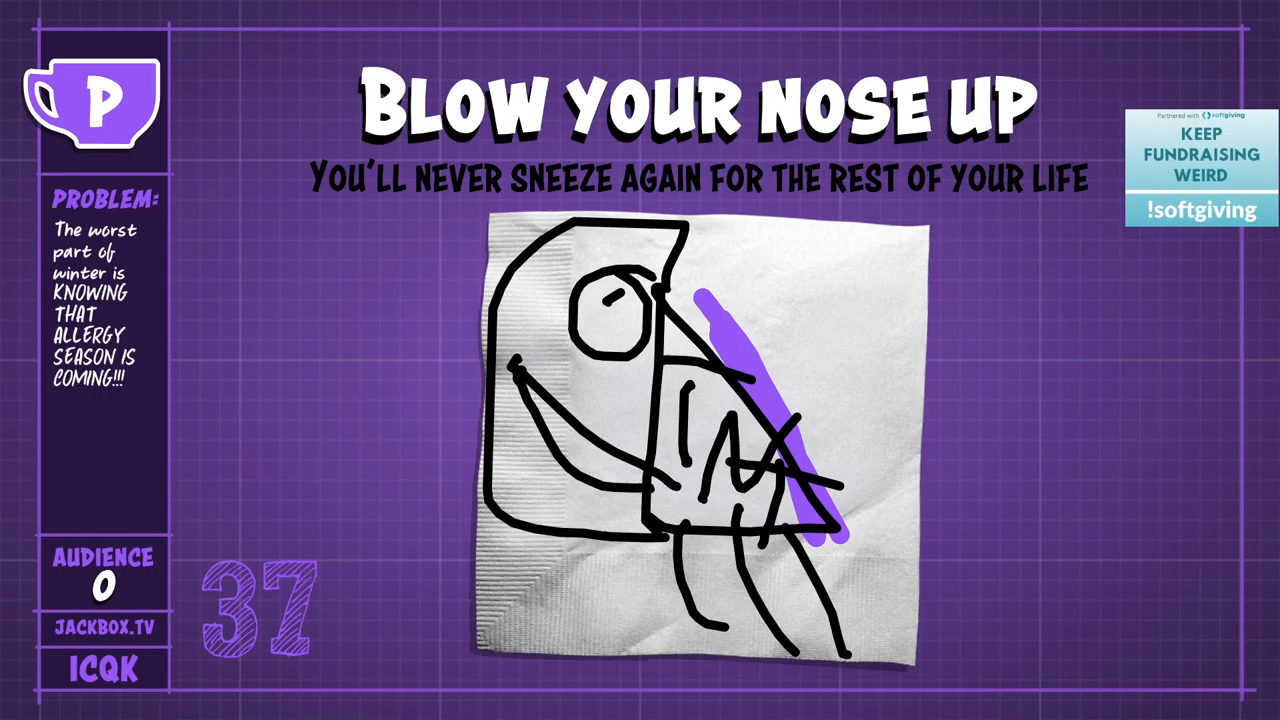 BLOW YOUR NOSE UP
YOU'LL NEVER SNEEZE AGAIN FOR THE REST OF YOUR LIFE
P
PROBLEM:
The worst
part of
winter is
KNOWING
THAT
ALLERGY
SEASON IS
COMING!!!
AUDIENCE
0
JACKBOX.TV
ICQK
37
Partnered with softgiving
KEEP
FUNDRAISING
WEIRD
!softgiving